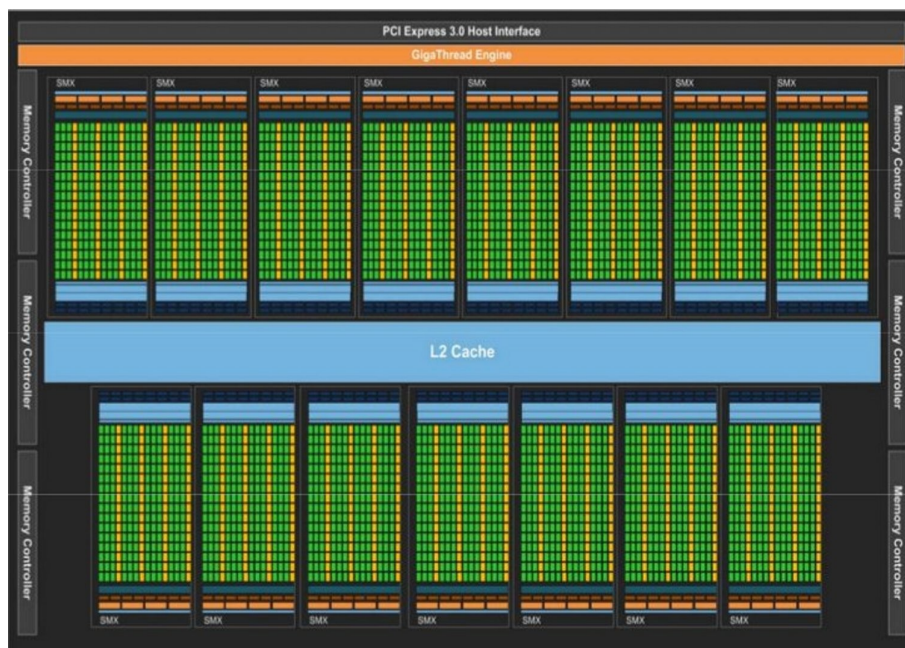 PCI Express 3.0 Host Interface
GigaThread Engine
SMX SMX SMX SMX SMX SMX SMX SMX
Memory Controller
Memory Controller
Memory Controller
Memory Controller
L2 Cache
Memory Controller
Memory Controller
SMX SMX SMX SMX SMX SMX SMX